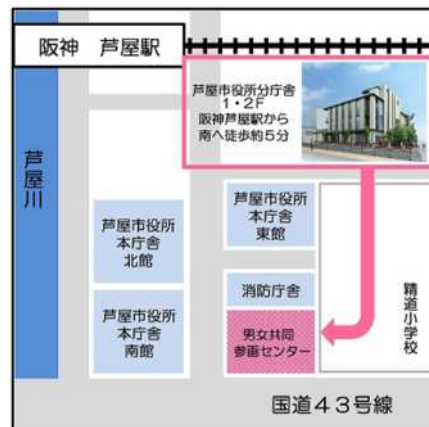 阪神 芦屋駅
芦屋市役所分庁舎
1・2F
阪神芦屋駅から
南へ徒歩約5分
芦屋川
芦屋市役所
本庁舎
北館
芦屋市役所
本庁舎
東館
消防庁舎
精道小学校
芦屋市役所
本庁舎
南館
男女共同
参画センター
国道43号線